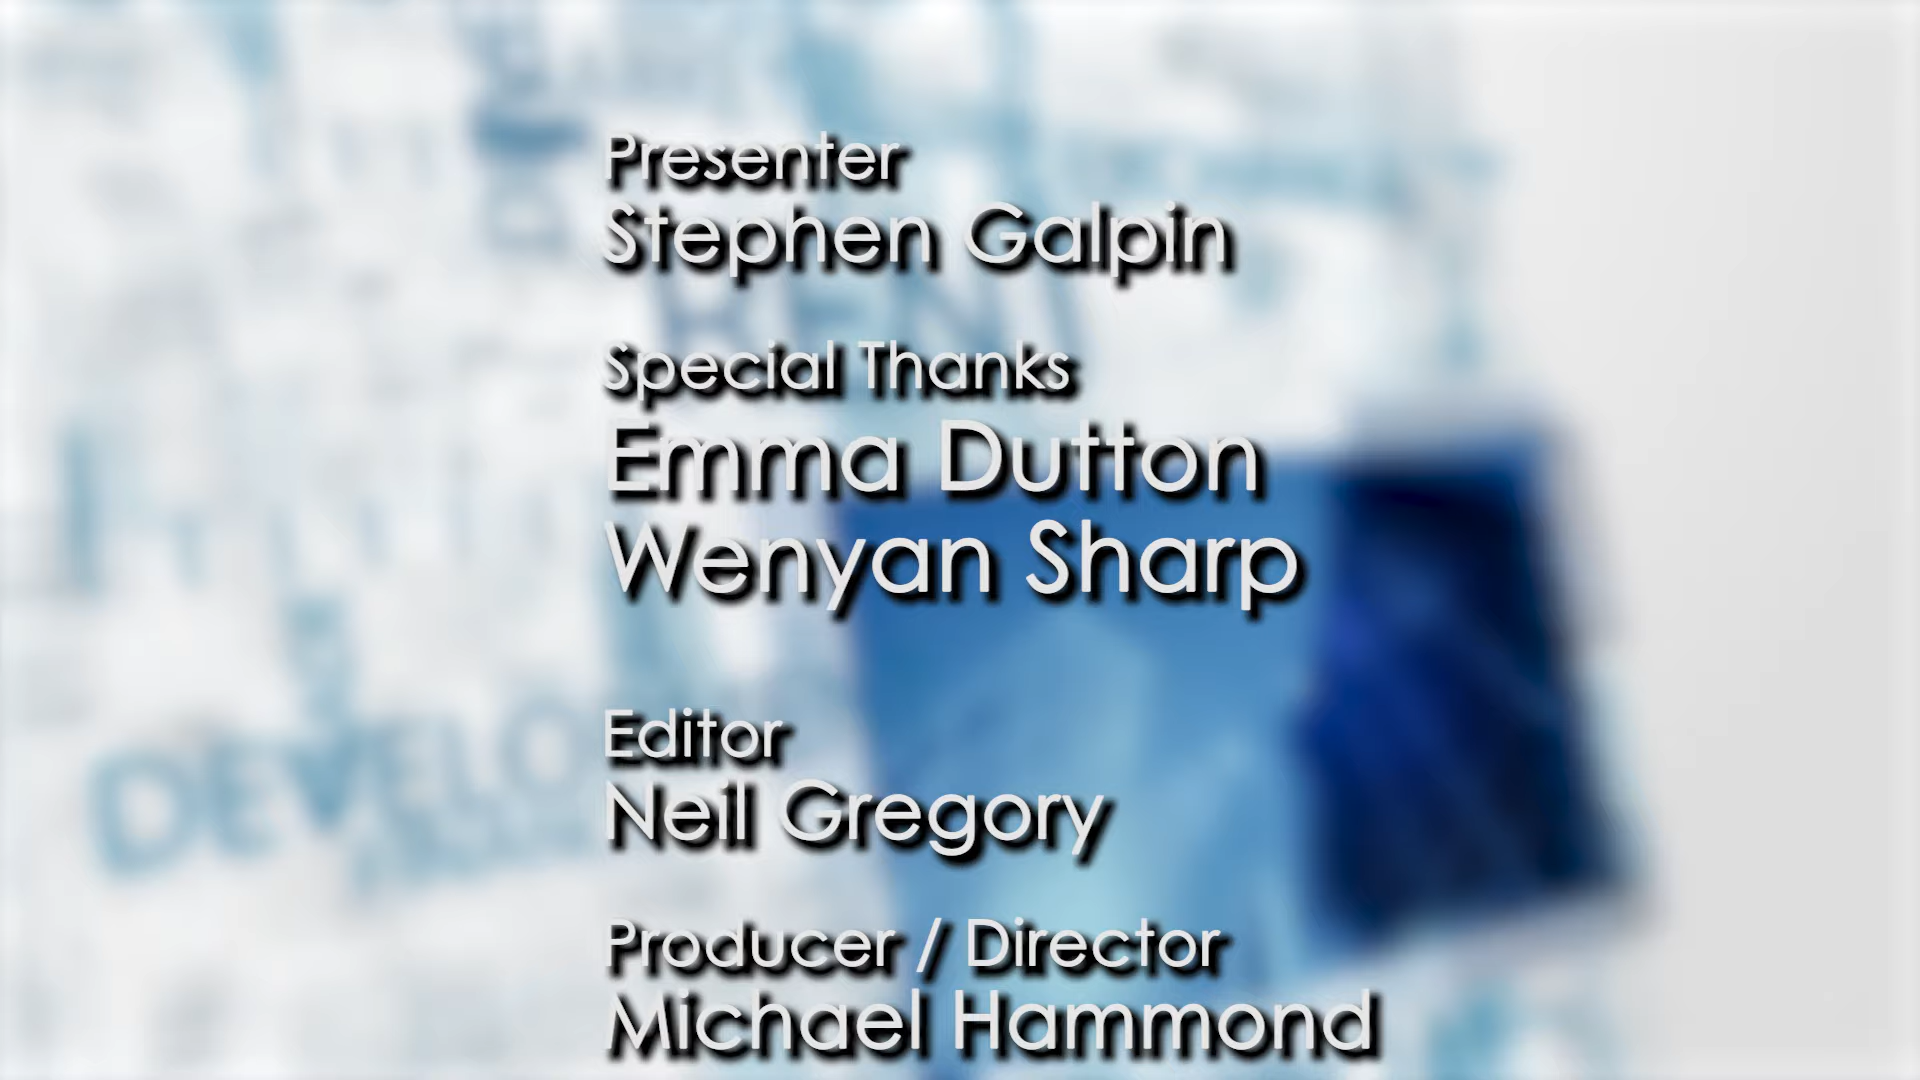 Presenter
Stephen Galpin
Special Thanks
Emma Dutton
Wenyan Sharp
Editor
Neil Gregory
Producer / Director
Michael Hammond